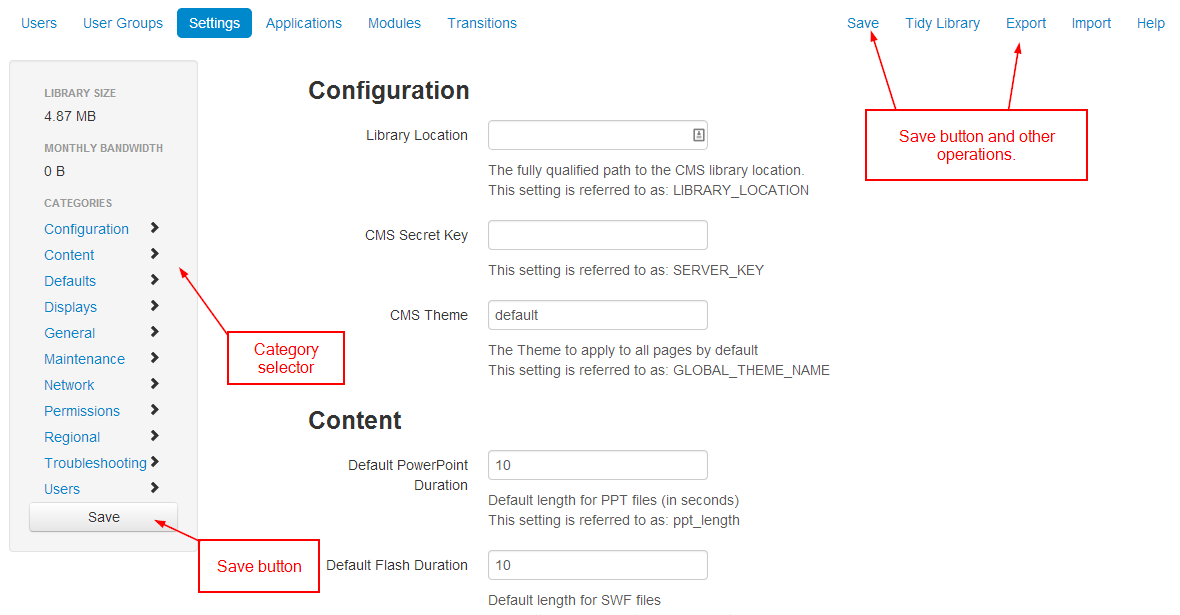 Users User Groups Settings Applications Modules Transitions Save Tidy Library Export Import Help
LIBRARY SIZE
4.87 MB
MONTHLY BANDWIDTH
0 B
CATEGORIES
Configuration
Content
Defaults
Displays
General
Maintenance
Network
Permissions
Regional
Troubleshooting
Users
Save
Category
selector
Save button
Configuration
Library Location
The fully qualified path to the CMS library location.
This setting is referred to as: LIBRARY_LOCATION
CMS Secret Key
This setting is referred to as: SERVER_KEY
CMS Theme default
The Theme to apply to all pages by default
This setting is referred to as: GLOBAL_THEME_NAME
Content
Default PowerPoint
Duration
10
Default length for PPT files (in seconds)
This setting is referred to as: ppt_length
Default Flash Duration 10
Default length for SWF files
Save button and other
operations.